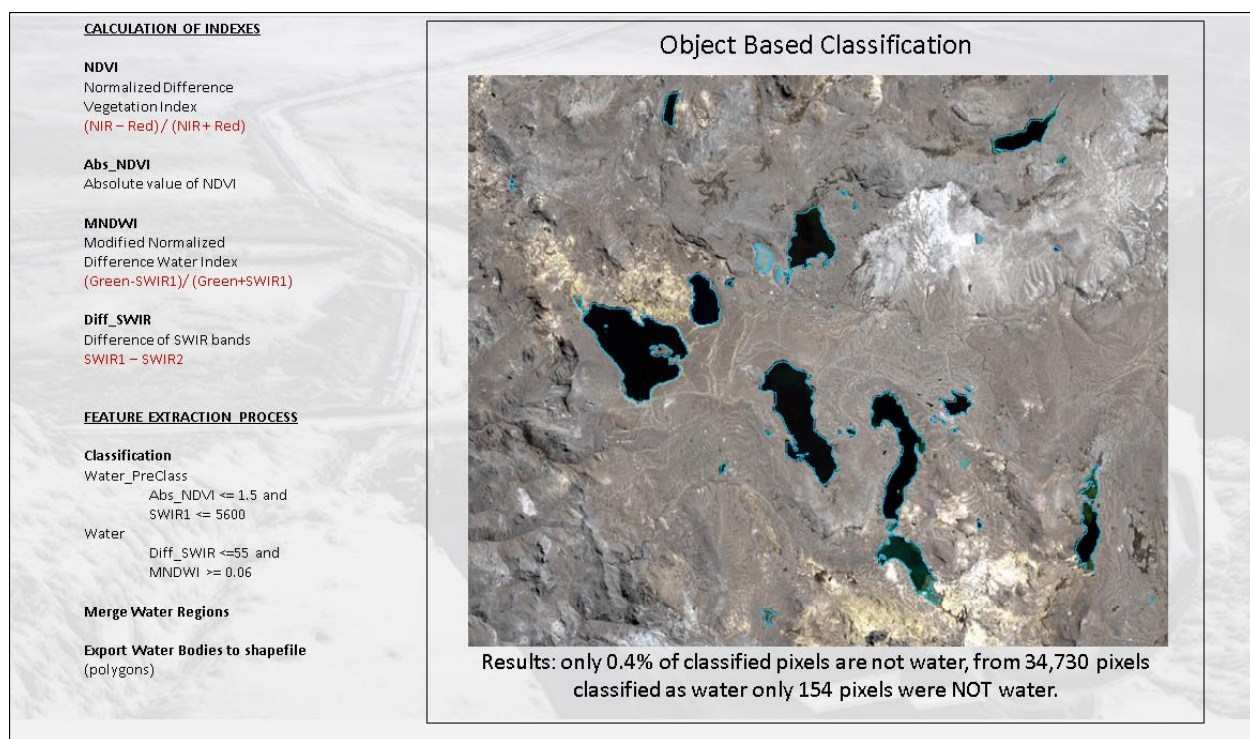 CALCULATION OF INDEXES
NDVI
Normalized Difference
Vegetation Index
(NIR – Red) / (NIR+ Red)
Abs_NDVI
Absolute value of NDVI
MNDWI
Modified Normalized
Difference Water Index
(Green-SWIR1)/ (Green+SWIR1)
Diff_SWIR
Difference of SWIR bands
SWIR1 – SWIR2
FEATURE EXTRACTION PROCESS
Classification
Water_PreClass
Abs_NDVI <= 1.5 and
SWIR1 <= 5600
Water
Diff_SWIR <=55 and
MNDWI >= 0.06
Merge Water Regions
Export Water Bodies to shapefile
(polygons)
Object Based Classification
Results: only 0.4% of classified pixels are not water, from 34,730 pixels
classified as water only 154 pixels were NOT water.